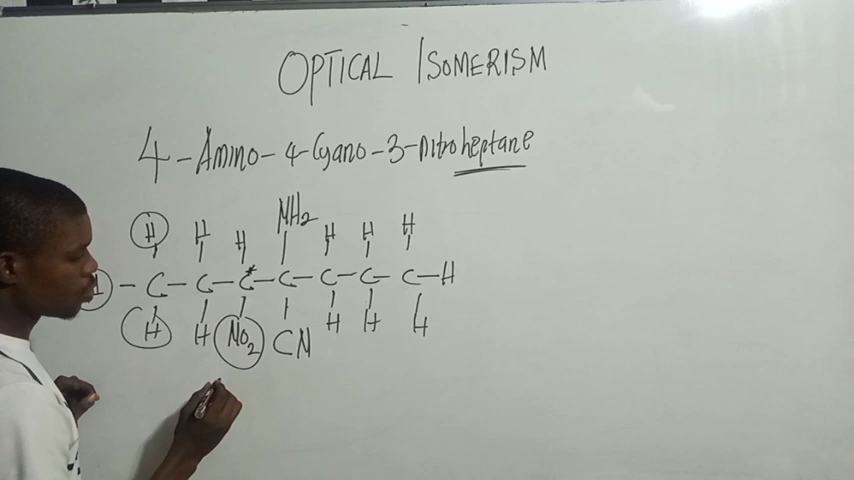 OPTICAL ISOMERISM
4-Amino-4-Cyano-3-nitroheptane
NH2
H H H H H H
- C - C - C* - C - C - C - C - H
H H NO2 CN H H H